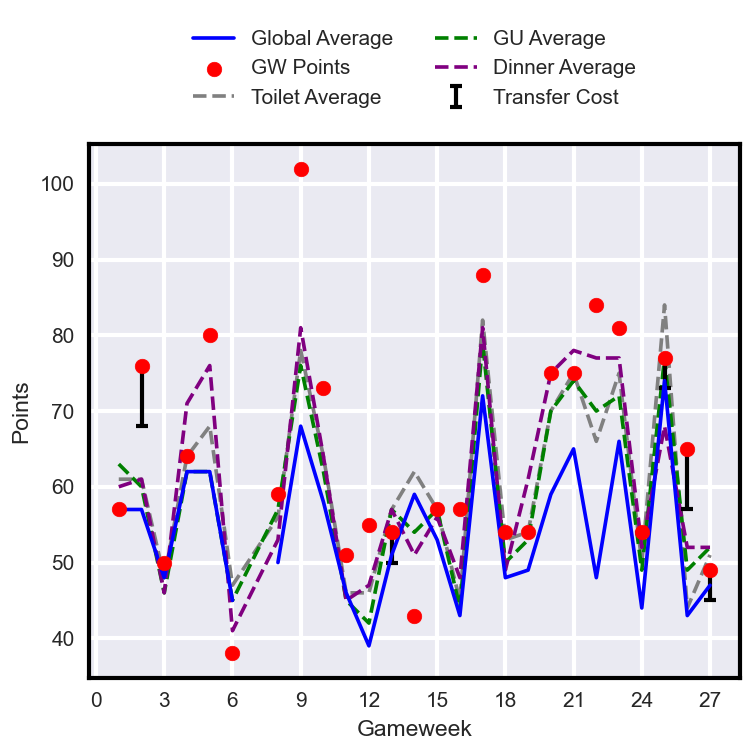 Global Average
GW Points
Toilet Average
GU Average
Dinner Average
Transfer Cost
100
90
80
70
60
50
40
Points
0 3 6 9 12 15 18 21 24 27
Gameweek